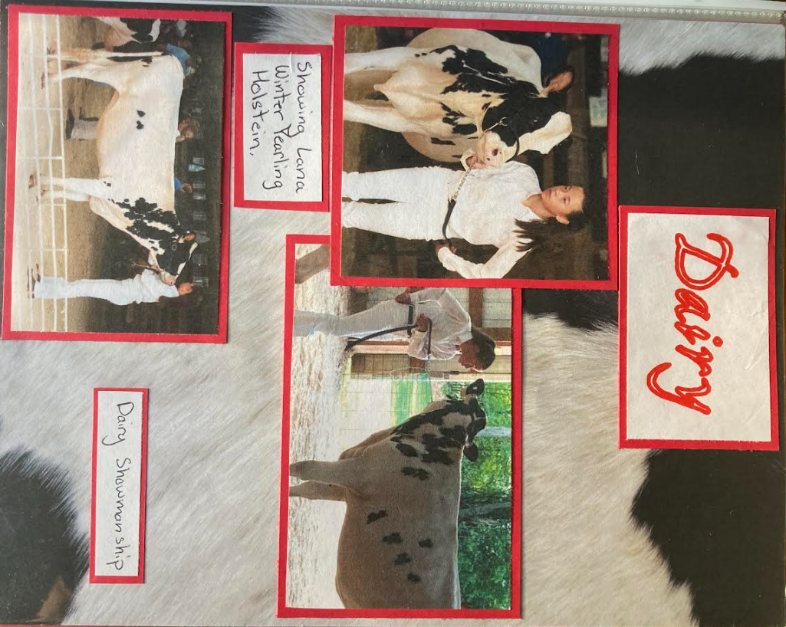 Dairy
Showing Lana
Winter Yearling
Holstein.
Dairy Showmanship